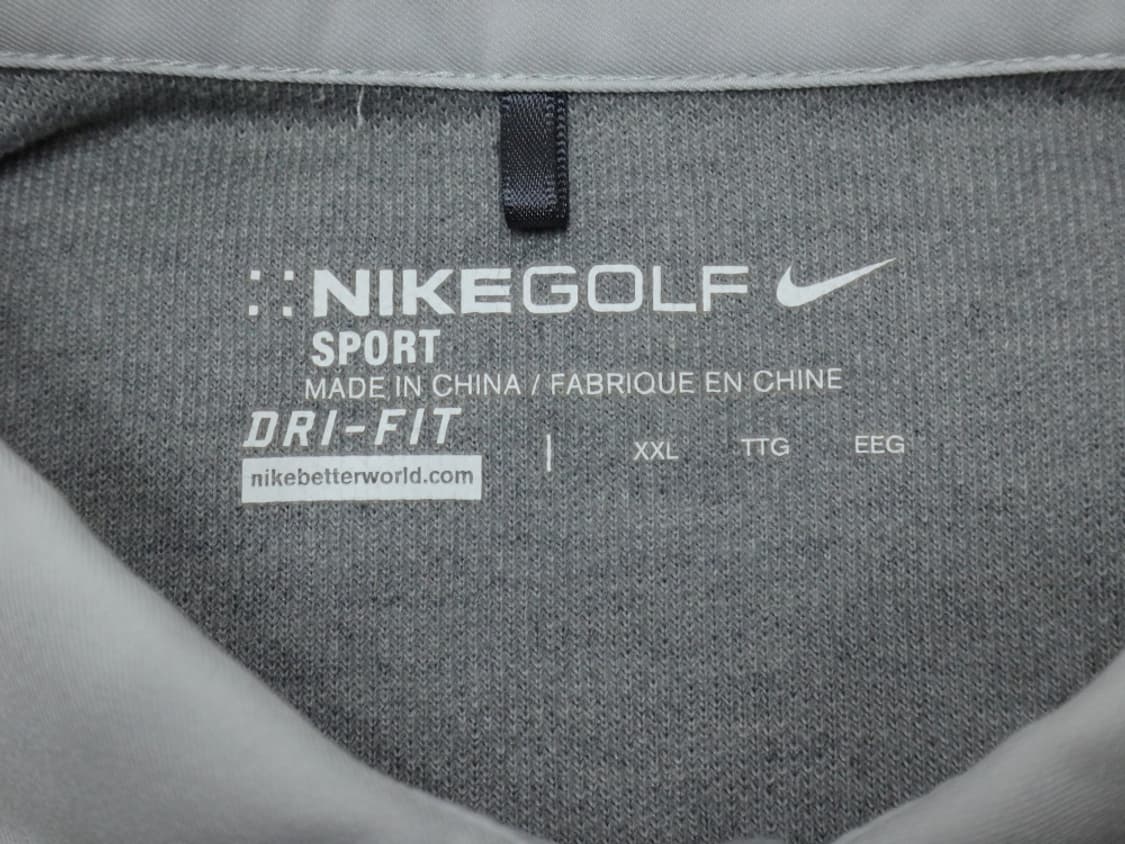 NIKEGOLF
SPORT
MADE IN CHINA / FABRIQUE EN CHINE
DRI-FIT
XXL TTG EEG
nikebetterworld.com